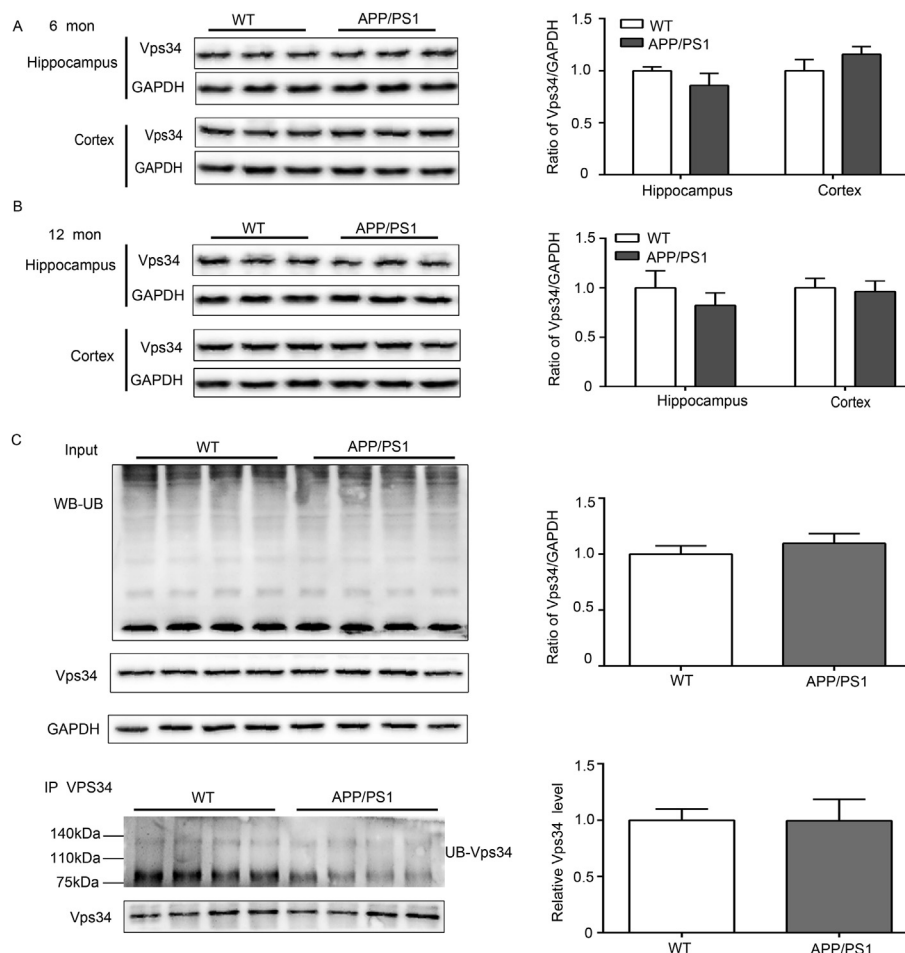 A 6 mon
WT APP/PS1
Hippocampus
Vps34
GAPDH
Cortex
Vps34
GAPDH
Ratio of Vps34/GAPDH
1.5
1.0
0.5
0
WT
APP/PS1
Hippocampus Cortex
B
12 mon
WT APP/PS1
Hippocampus
Vps34
GAPDH
Cortex
Vps34
GAPDH
Ratio of Vps34/GAPDH
1.5
1.0
0.5
0
WT
APP/PS1
Hippocampus Cortex
C
Input
WT APP/PS1
WB-UB
Vps34
GAPDH
Ratio of Vps34/GAPDH
1.5
1.0
0.5
0
WT APP/PS1
IP VPS34
WT APP/PS1
140kDa
110kDa
75kDa
UB-Vps34
Vps34
Relative Vps34 level
1.5
1.0
0.5
0
WT APP/PS1